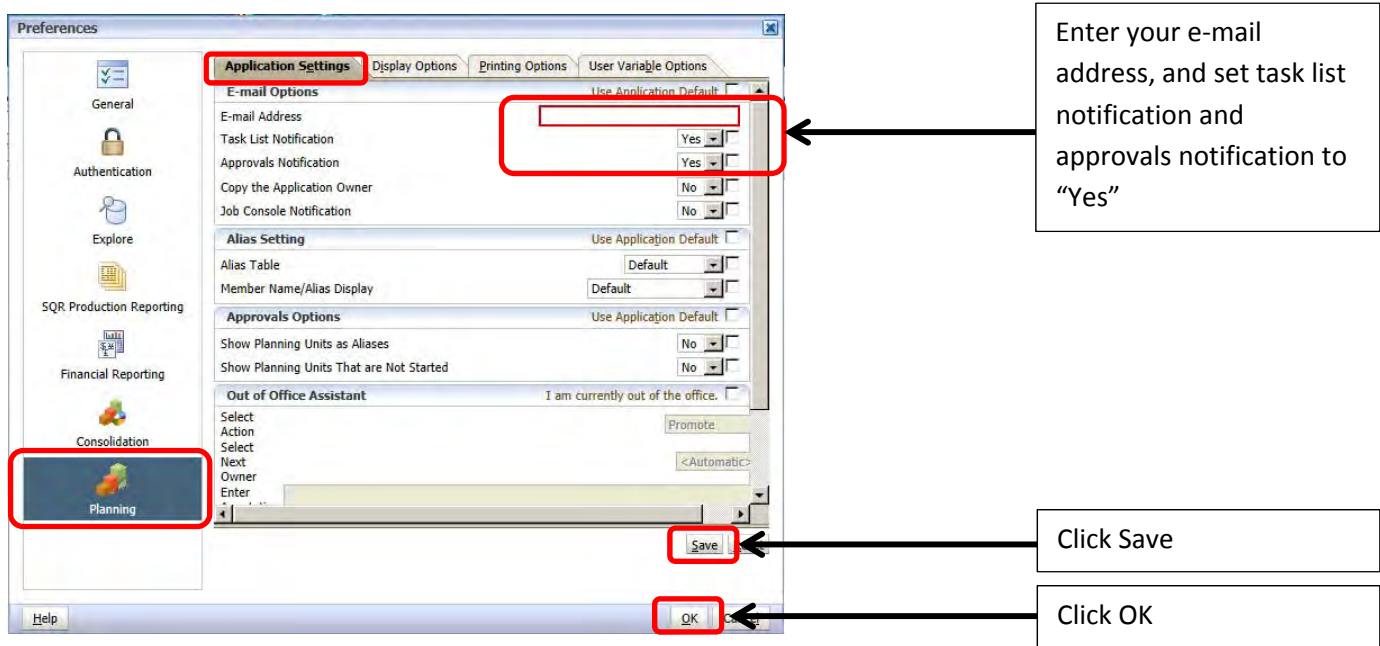 Preferences
General
Authentication
Explore
SQR Production Reporting
Financial Reporting
Consolidation
Planning
Application Settings Display Options Printing Options User Variable Options
E-mail Options Use Application Default
E-mail Address
Task List Notification Yes
Approvals Notification Yes
Copy the Application Owner No
Job Console Notification No
Alias Setting Use Application Default
Alias Table Default
Member Name/Alias Display Default
Approvals Options Use Application Default
Show Planning Units as Aliases No
Show Planning Units That are Not Started No
Out of Office Assistant I am currently out of the office.
Select
Action Promote
Select
Next <Automatic>
Owner
Enter
Save
Help OK
Enter your e-mail
address, and set task list
notification and
approvals notification to
“Yes”
Click Save
Click OK